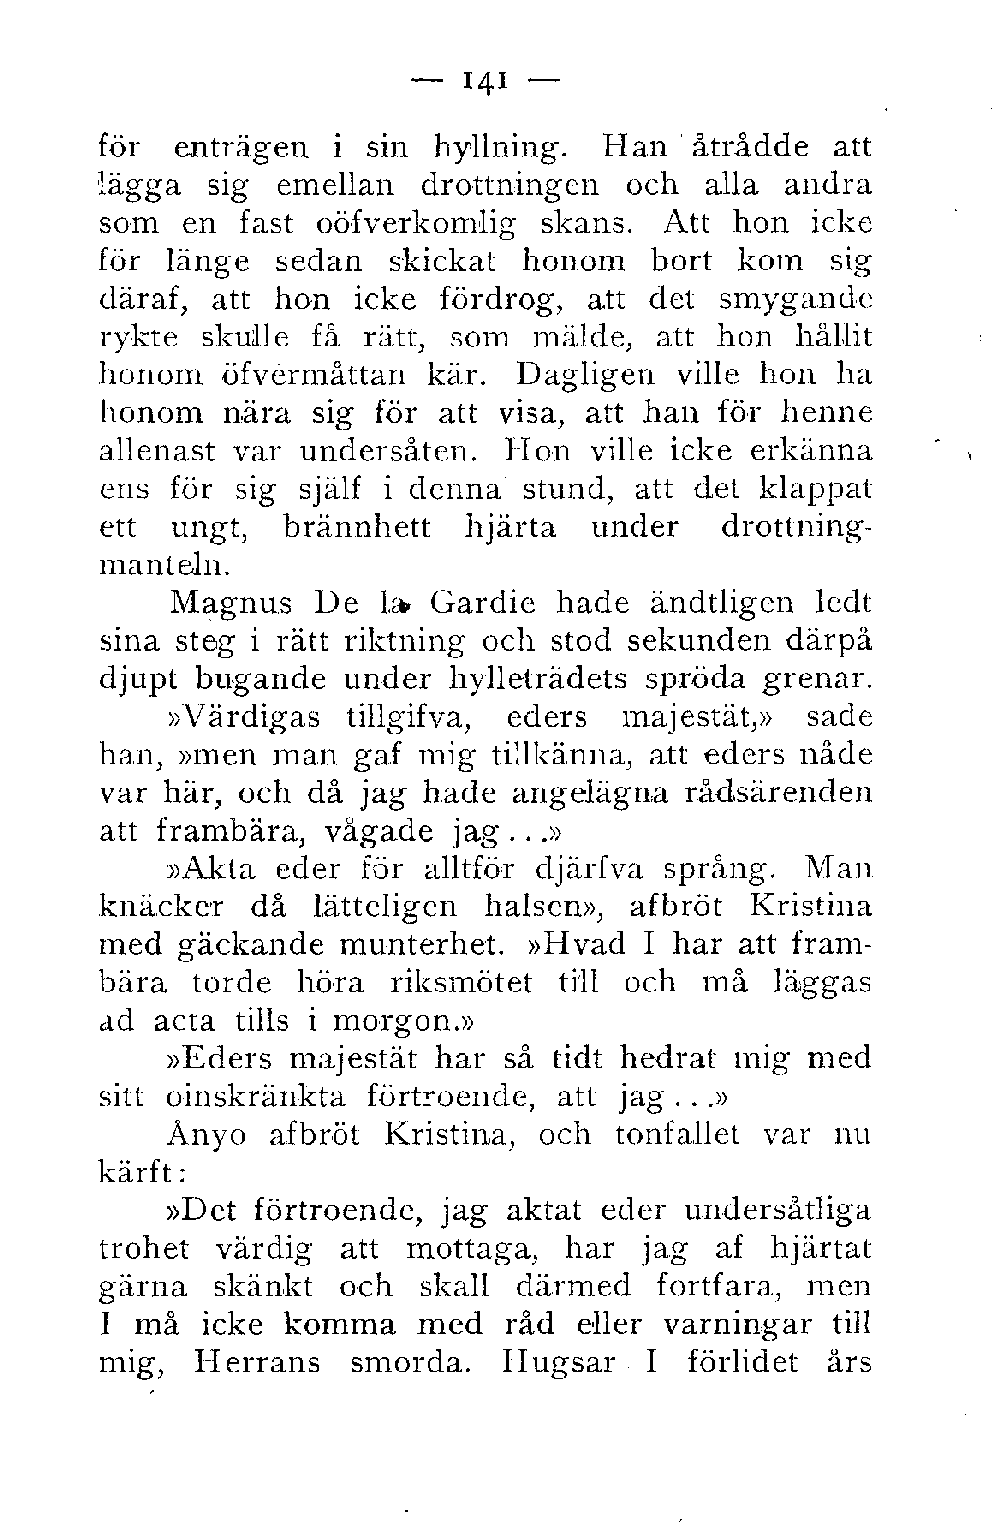 — 141 —
för enträgen i sin hyllning. Han åtrådde att
lägga sig emellan drottningen och alla andra
som en fast oöfverkomlig skans. Att hon icke
för länge sedan skickat honom bort kom sig
däraf, att hon icke fördrog, att det smygande
rykte skulle få rätt, som mälde, att hon hållit
honom öfvermåttan kär. Dagligen ville hon ha
honom nära sig för att visa, att han för henne
allenast var undersåten. Hon ville icke erkänna
ens för sig själf i denna stund, att det klappat
ett ungt, brännhett hjärta under drottning-
manteln.
Magnus De la Gardie hade ändtligen ledt
sina steg i rätt riktning och stod sekunden därpå
djupt bugande under hylleträdets spröda grenar.
»Värdigas tillgifva, eders majestät,» sade
han, »men man gaf mig tillkänna, att eders nåde
var här, och då jag hade angelägna rådsärenden
att frambära, vågade jag . . .»
»Akta eder för alltför djärfva språng. Man
knäcker då lätteligen halsen», afbröt Kristina
med gäckande munterhet. »Hvad I har att fram-
bära torde höra riksmötet till och må läggas
ad acta tills i morgon.»
»Eders majestät har så tidt hedrat mig med
sitt oinskränkta förtroende, att jag . . .»
Ånyo afbröt Kristina, och tonfallet var nu
kärft:
»Det förtroende, jag aktat eder undersåtliga
trohet värdig att mottaga, har jag af hjärtat
gärna skänkt och skall därmed fortfara, men
I må icke komma med råd eller varningar till
mig, Herrans smorda. Hugsar I förlidet års